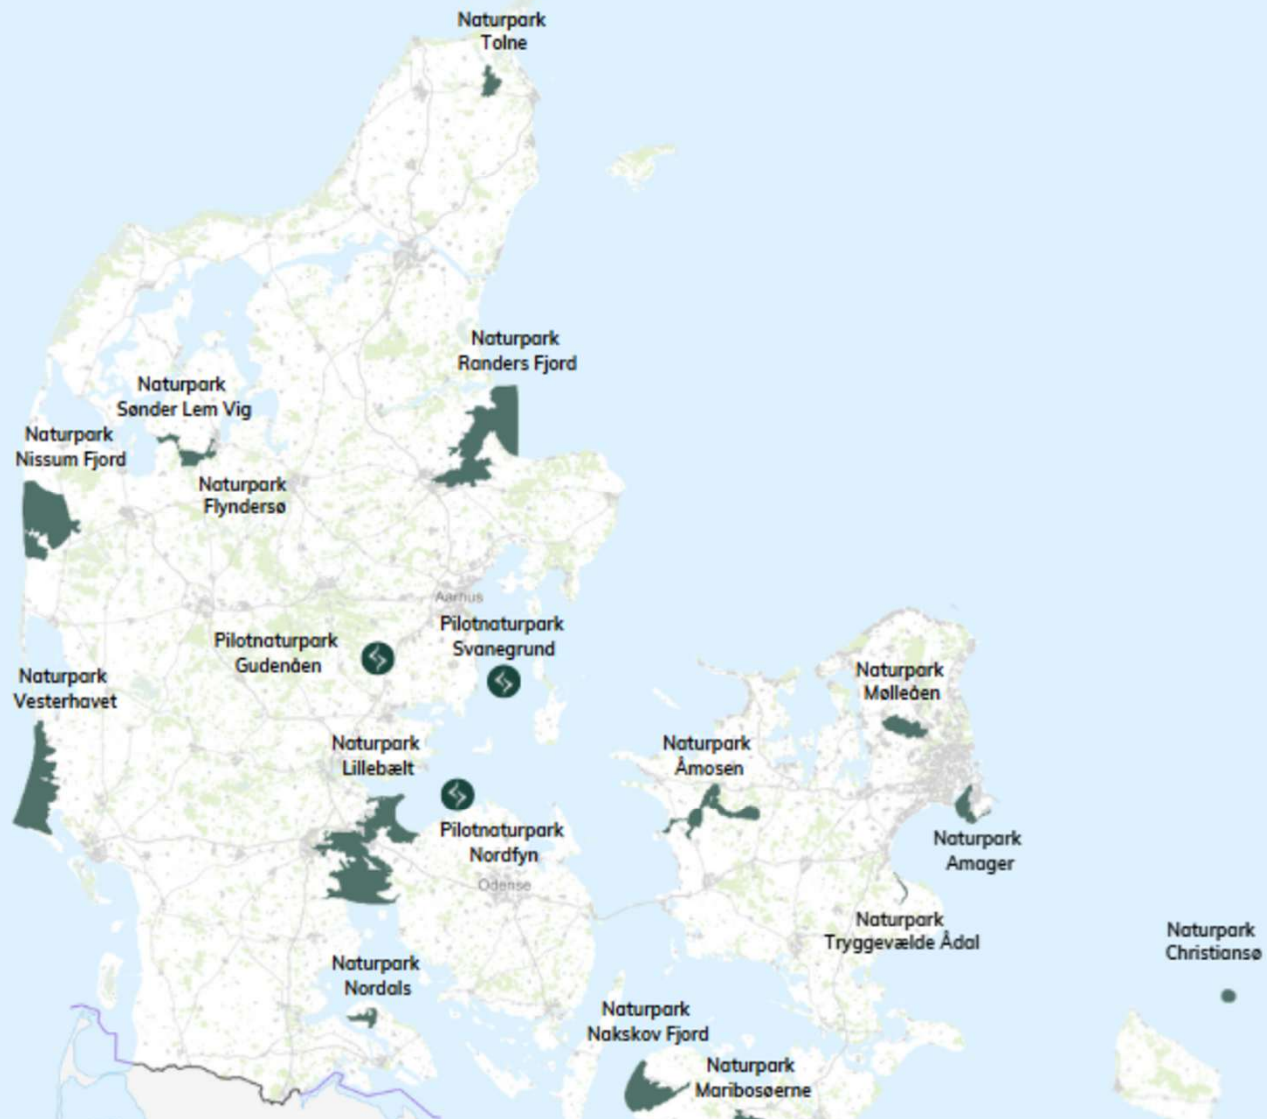 Naturpark
Tolne
Naturpark
Randers Fjord
Naturpark
Sønder Lem Vig
Naturpark
Nissum Fjord
Naturpark
Flyndersø
Aarhus
Pilotnaturpark
Svanegrund
Pilotnaturpark
Gudenåen
Naturpark
Vesterhavet
Naturpark
Mølleåen
Naturpark
Lillebælt
Naturpark
Åmosen
Pilotnaturpark
Nordfyn
Naturpark
Amager
Odense
Naturpark
Tryggevælde Ådal
Naturpark
Christiansø
Naturpark
Nordals
Naturpark
Nakskov Fjord
Naturpark
Maribosøerne